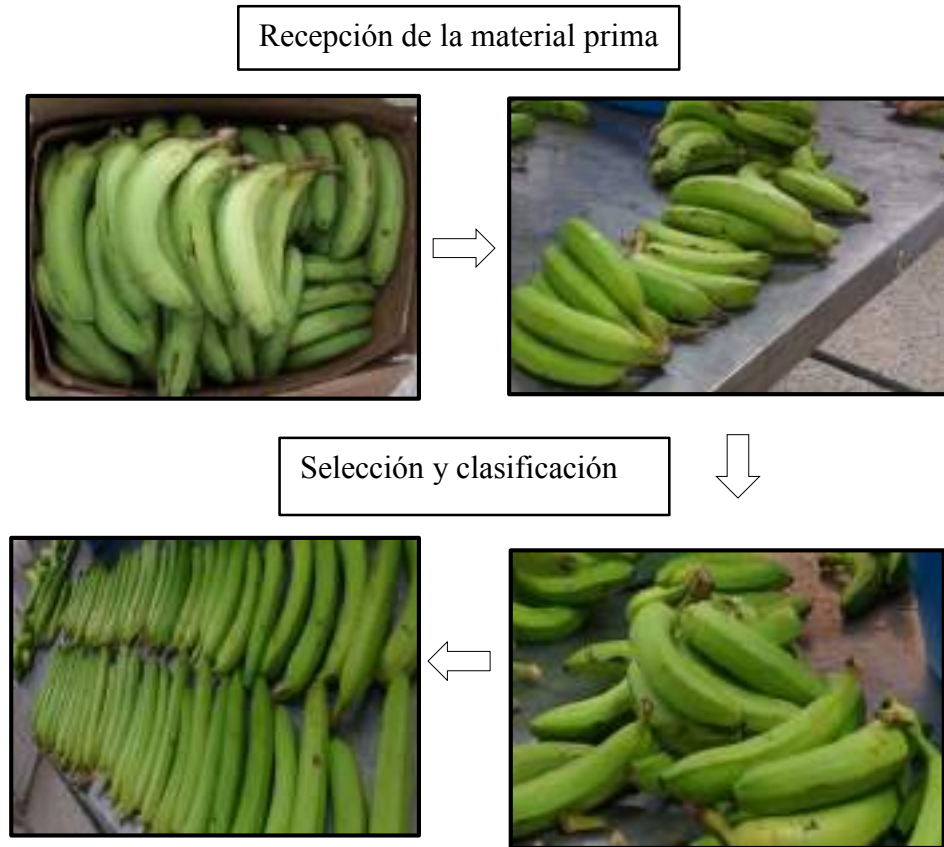 Recepción de la material prima
Selección y clasificación